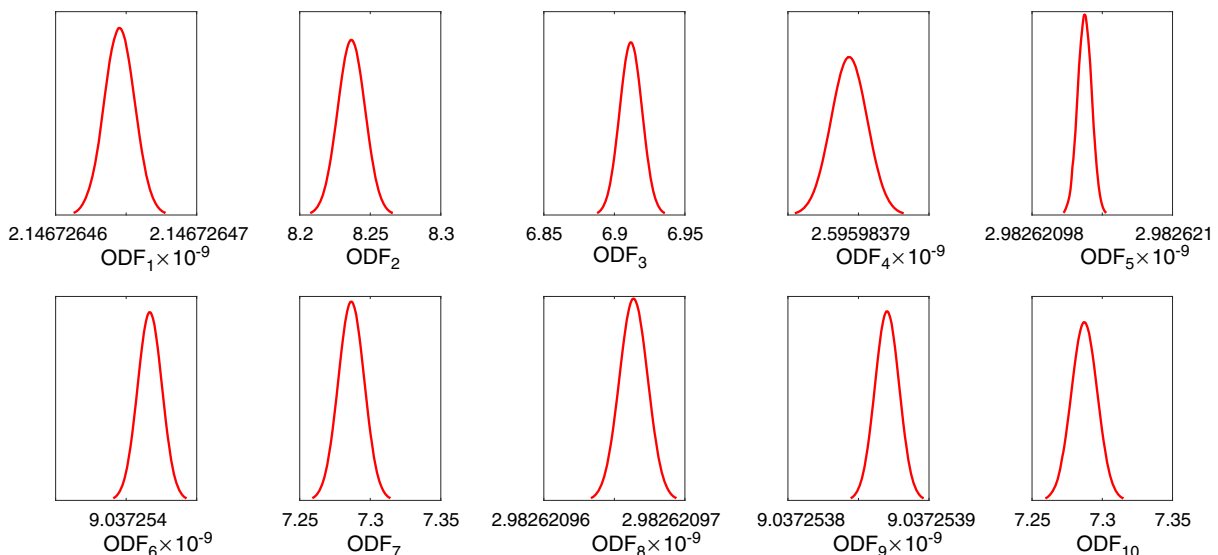 2.14672646 2.14672647 8.2 8.25 8.3 6.85 6.9 6.95 2.59598379 2.98262098 2.982621
ODF1×10-9 ODF2 ODF3 ODF4×10-9 ODF5×10-9
9.037254 7.25 7.3 7.35 2.98262096 2.98262097 9.0372538 9.0372539 7.25 7.3 7.35
ODF6×10-9 ODF7 ODF8×10-9 ODF9×10-9 ODF10